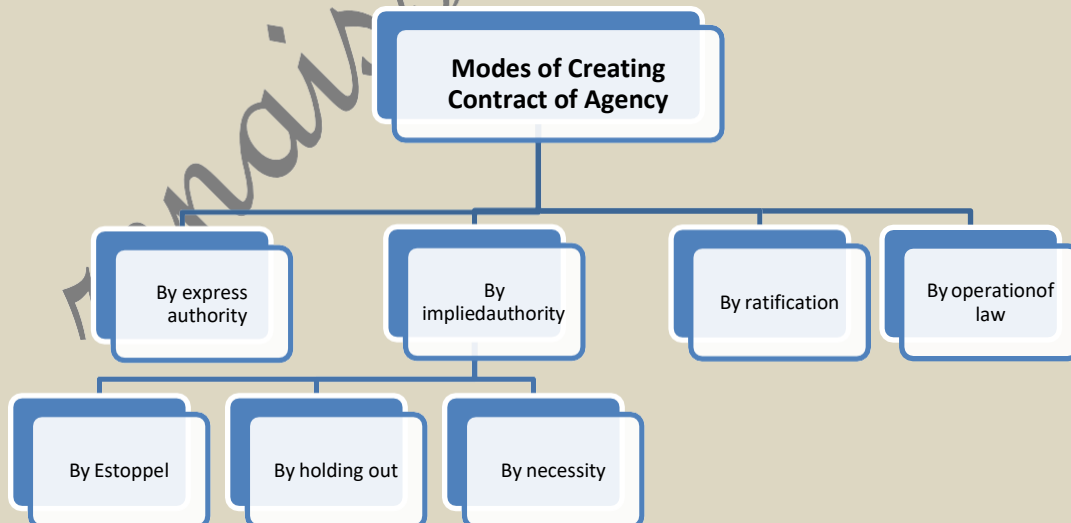 Modes of Creating
Contract of Agency
By express
authority
By
impliedauthority
By ratification
By operationof
law
By Estoppel
By holding out
By necessity